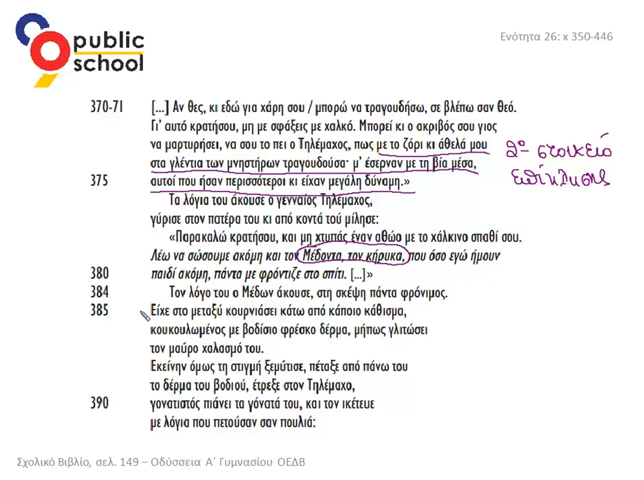 public
school
Ενότητα 26: χ 350-446
370-71 [...] Αν θες, κι εδώ για χάρη σου / μπορώ να τραγουδήσω, σε βλέπω σαν θεό.
Γι' αυτό κρατήσου, μη με σφάξεις με χαλκό. Μπορεί κι ο ακριβός σου γιος
να μαρτυρήσει, να σου το πει ο Τηλέμαχος, πως με το ζόρι κι άθελά μου
στα γλέντια των μνηστήρων τραγουδούσα· μ' έσερναν με τη βία μέσα,
375 αυτοί που ήσαν περισσότεροι κι είχαν μεγάλη δύναμη.»
2ο στοιχείο
επίκλησης
Τα λόγια του άκουσε ο γενναίος Τηλέμαχος,
γύρισε στον πατέρα του κι από κοντά τού μίλησε:
«Παρακαλώ κρατήσου, και μη χτυπάς έναν αθώο με το χάλκινο σπαθί σου.
Λέω να σώσουμε ακόμη και τον Μέδοντα, τον κήρυκα, που όσο εγώ ήμουν
380 παιδί ακόμη, πάντα με φρόντιζε στο σπίτι. [...]»
384 Τον λόγο του ο Μέδων άκουσε, στη σκέψη πάντα φρόνιμος.
385 Είχε στο μεταξύ κουρνιάσει κάτω από κάποιο κάθισμα,
κουκουλωμένος με βοδίσιο φρέσκο δέρμα, μήπως γλιτώσει
τον μαύρο χαλασμό του.
Εκείνην όμως τη στιγμή ξεμύτισε, πέταξε από πάνω του
το δέρμα του βοδιού, έτρεξε στον Τηλέμαχο,
390 γονατιστός πιάνει τα γόνατά του, και τον ικέτευε
με λόγια που πετούσαν σαν πουλιά:
Σχολικό Βιβλίο, σελ. 149 – Οδύσσεια Α΄ Γυμνασίου ΟΕΔΒ